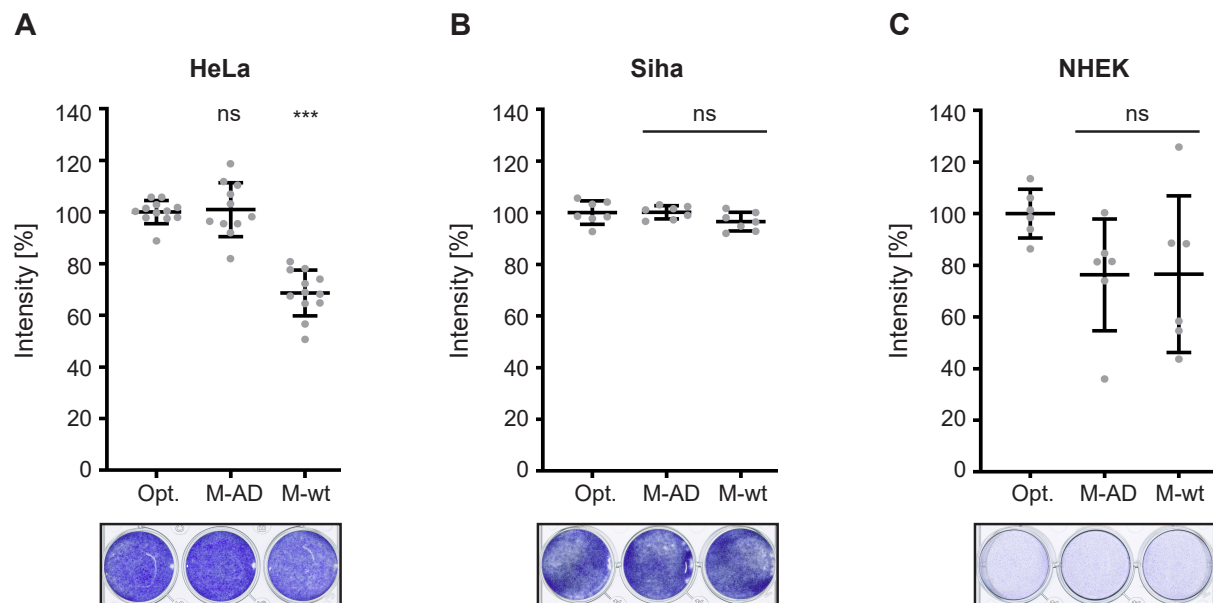 A
HeLa
Intensity [%]
140
120
100
80
60
40
20
0
ns
***
Opt.
M-AD
M-wt
B
Siha
Intensity [%]
140
120
100
80
60
40
20
0
ns
Opt.
M-AD
M-wt
C
NHEK
Intensity [%]
140
120
100
80
60
40
20
0
ns
Opt.
M-AD
M-wt